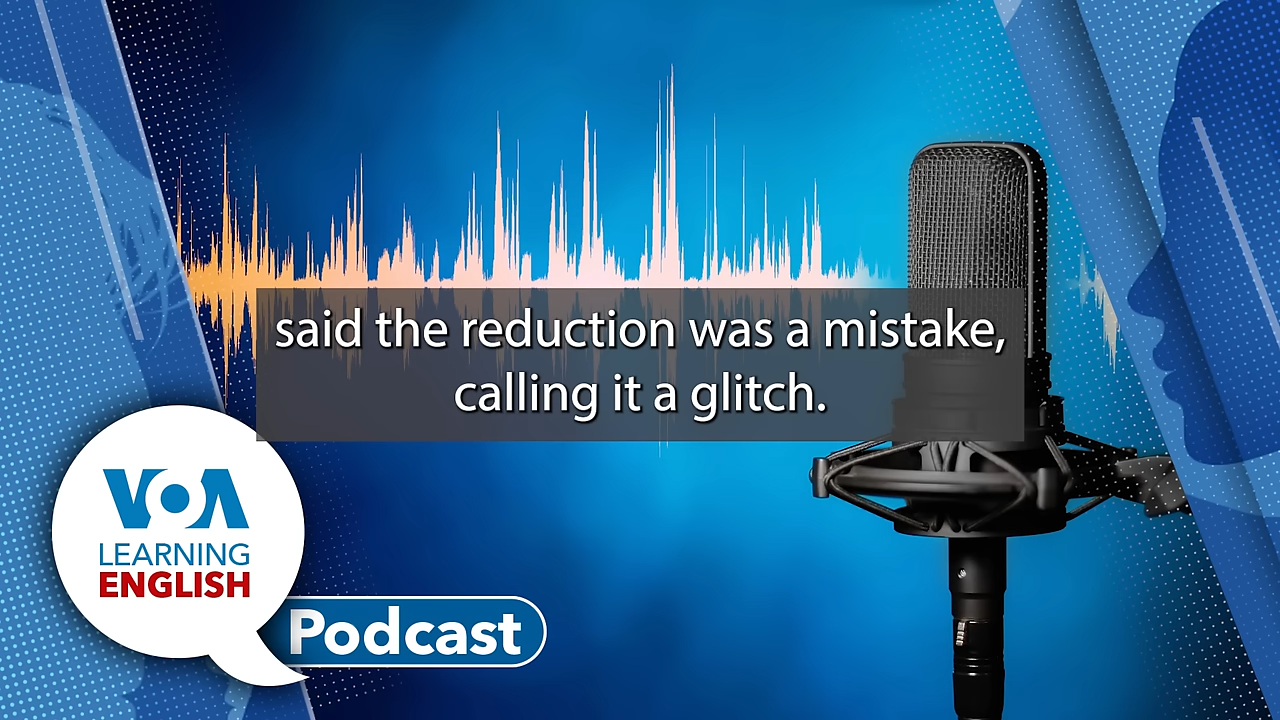 said the reduction was a mistake,
calling it a glitch.
VOA
LEARNING
ENGLISH
Podcast